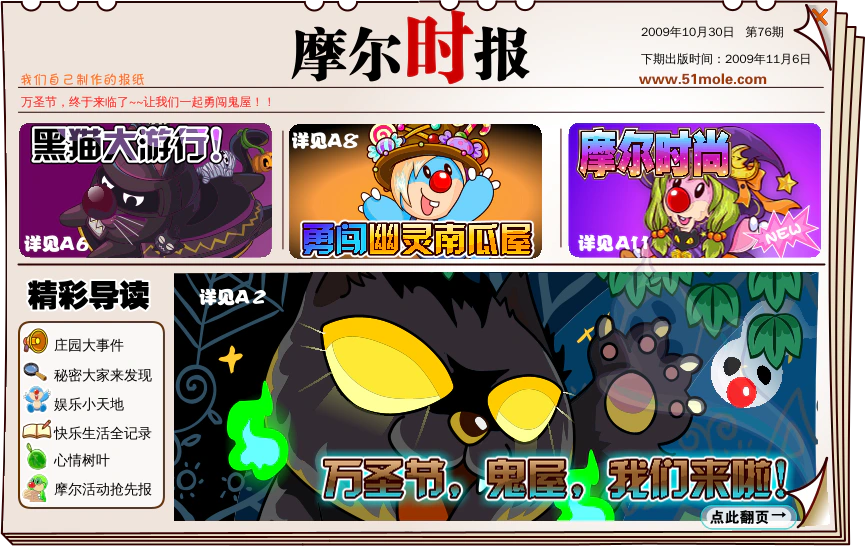 摩尔时报
2009年10月30日 第76期
下期出版时间：2009年11月6日
www.51mole.com
我们自己制作的报纸
万圣节，终于来临了~~让我们一起勇闯鬼屋！！
黑猫大游行!
详见A6
详见A8
勇闯幽灵南瓜屋
摩尔时尚
详见A11
NEW
精彩导读
庄园大事件
秘密大家来发现
娱乐小天地
快乐生活全记录
心情树叶
摩尔活动抢先报
详见A2
万圣节，鬼屋，我们来啦!
点此翻页→